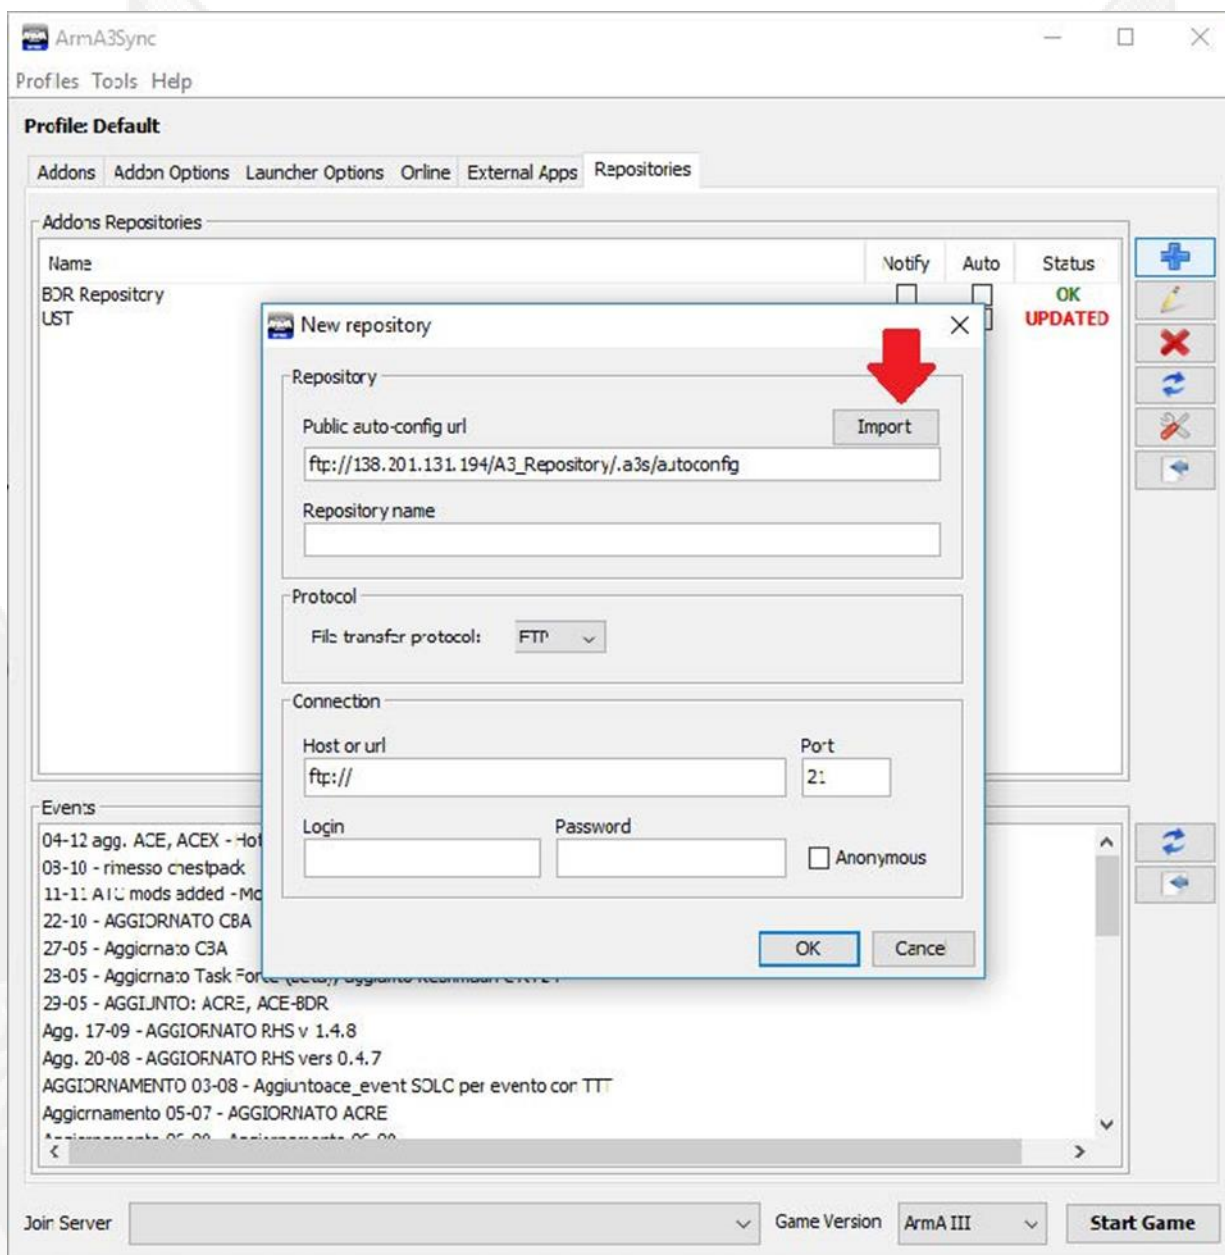 ArmA3Sync
Profiles Tools Help
Profile: Default
Addons Addon Options Launcher Options Online External Apps Repositories
Addons Repositories
Name Notify Auto Status
BDR Repository OK
UST UPDATED
New repository
Repository
Public auto-config url Import
ftp://138.201.131.194/A3_Repository/.a3s/autoconfig
Repository name
Protocol
File transfer protocol: FTP
Connection
Host or url Port
ftp:// 21
Login Password
Anonymous
OK Cancel
Events
04-12 agg. ACE, ACEX - Hot
03-10 - rimesso chestpack
11-11 ATC mods added - Mo
22-10 - AGGIORNATO CBA
27-05 - Aggiornato CBA
23-05 - Aggiornato Task Force
29-05 - AGGIUNTO: ACRE, ACE-BDR
Agg. 17-09 - AGGIORNATO RHS v 1.4.8
Agg. 20-08 - AGGIORNATO RHS vers 0.4.7
AGGIORNAMENTO 03-08 - Aggiuntoace_event SOLO per evento con TTT
Aggiornamento 05-07 - AGGIORNATO ACRE
Join Server Game Version ArmA III Start Game